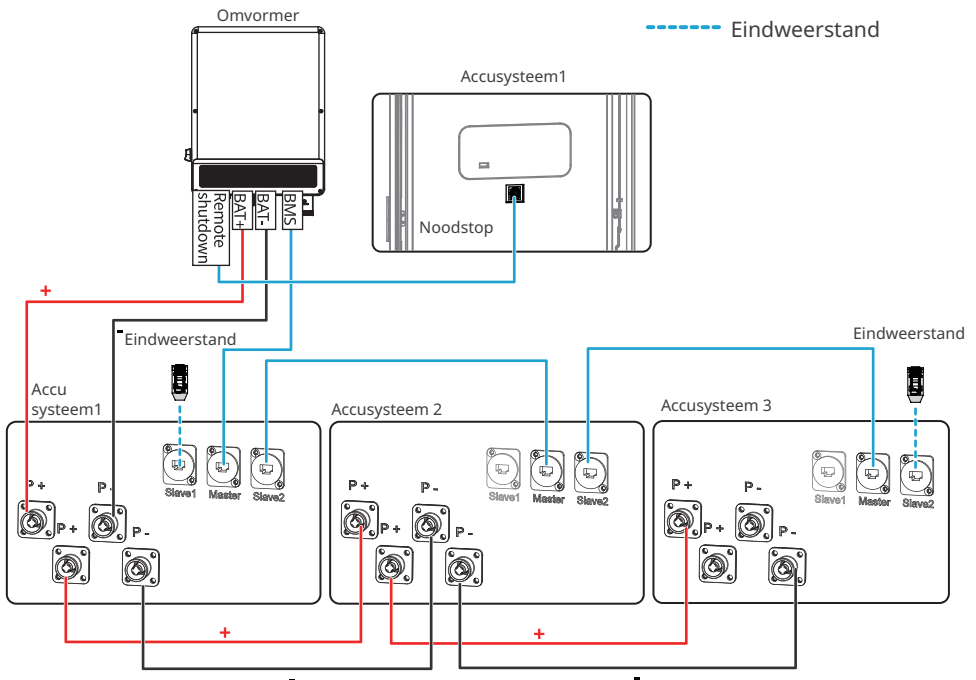 Omvormer
Eindweerstand
Accusysteem1
Remote
shutdown
BAT+
BAT-
BMS
Noodstop
+
-
Eindweerstand
Eindweerstand
Accu
systeem1
Accusysteem 2
Accusysteem 3
Slave1
Master
Slave2
Slave1
Master
Slave2
Slave1
Master
Slave2
P +
P -
P +
P -
P +
P -
P +
P -
P +
P -
P +
P -
+
+
-
-